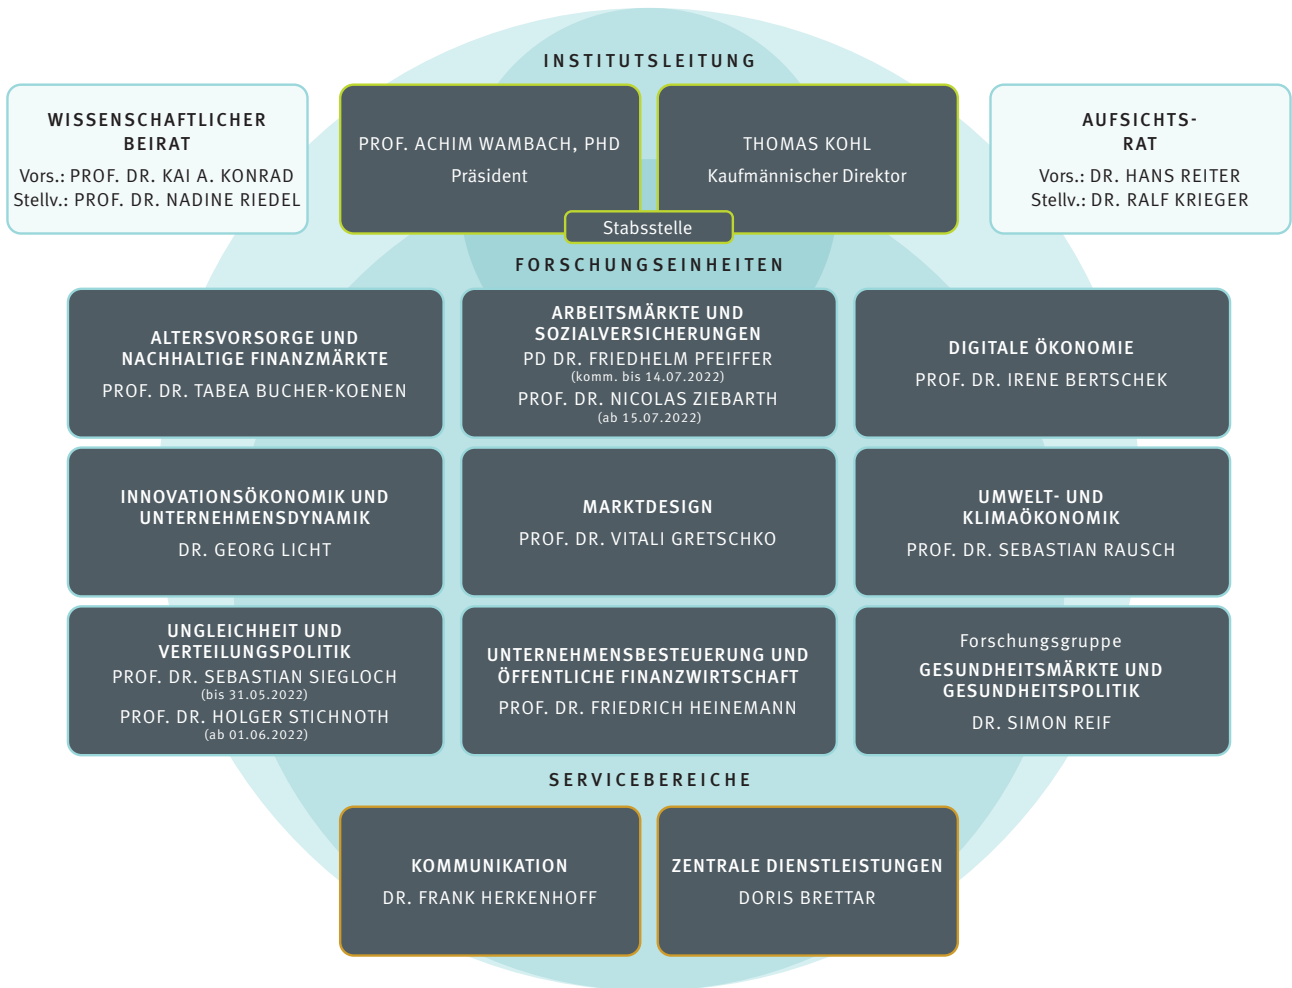 INSTITUTSLEITUNG
WISSENSCHAFTLICHER
BEIRAT
Vors.: PROF. DR. KAI A. KONRAD
Stellv.: PROF. DR. NADINE RIEDEL
PROF. ACHIM WAMBACH, PHD
Präsident
THOMAS KOHL
Kaufmännischer Direktor
Stabsstelle
AUFSICHTS-
RAT
Vors.: DR. HANS REITER
Stellv.: DR. RALF KRIEGER
FORSCHUNGSEINHEITEN
ALTERSVORSORGE UND
NACHHALTIGE FINANZMÄRKTE
PROF. DR. TABEA BUCHER-KOENEN
ARBEITSMÄRKTE UND
SOZIALVERSICHERUNGEN
PD DR. FRIEDHELM PFEIFFER
(komm. bis 14.07.2022)
PROF. DR. NICOLAS ZIEBARTH
(ab 15.07.2022)
DIGITALE ÖKONOMIE
PROF. DR. IRENE BERTSCHEK
INNOVATIONSÖKONOMIK UND
UNTERNEHMENSDYNAMIK
DR. GEORG LICHT
MARKTDESIGN
PROF. DR. VITALI GRETSCHKO
UMWELT- UND
KLIMAÖKONOMIK
PROF. DR. SEBASTIAN RAUSCH
UNGLEICHHEIT UND
VERTEILUNGSPOLITIK
PROF. DR. SEBASTIAN SIEGLOCH
(bis 31.05.2022)
PROF. DR. HOLGER STICHNOTH
(ab 01.06.2022)
UNTERNEHMENSBESTEUERUNG UND
ÖFFENTLICHE FINANZWIRTSCHAFT
PROF. DR. FRIEDRICH HEINEMANN
Forschungsgruppe
GESUNDHEITSMÄRKTE UND
GESUNDHEITSPOLITIK
DR. SIMON REIF
SERVICEBEREICHE
KOMMUNIKATION
DR. FRANK HERKENHOFF
ZENTRALE DIENSTLEISTUNGEN
DORIS BRETTAR